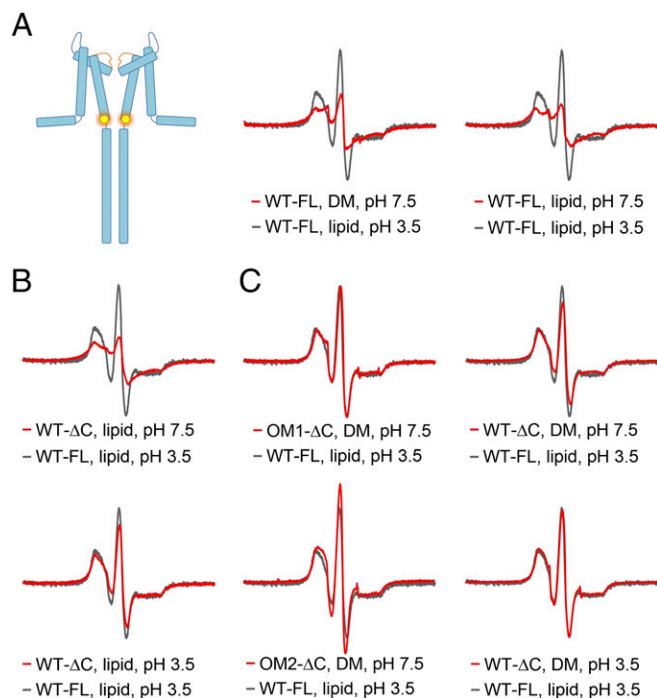 A
WT-FL, DM, pH 7.5
WT-FL, lipid, pH 3.5
WT-FL, lipid, pH 7.5
WT-FL, lipid, pH 3.5
B
WT-ΔC, lipid, pH 7.5
WT-FL, lipid, pH 3.5
WT-ΔC, lipid, pH 3.5
WT-FL, lipid, pH 3.5
C
OM1-ΔC, DM, pH 7.5
WT-FL, lipid, pH 3.5
WT-ΔC, DM, pH 7.5
WT-FL, lipid, pH 3.5
OM2-ΔC, DM, pH 7.5
WT-FL, lipid, pH 3.5
WT-ΔC, DM, pH 3.5
WT-FL, lipid, pH 3.5